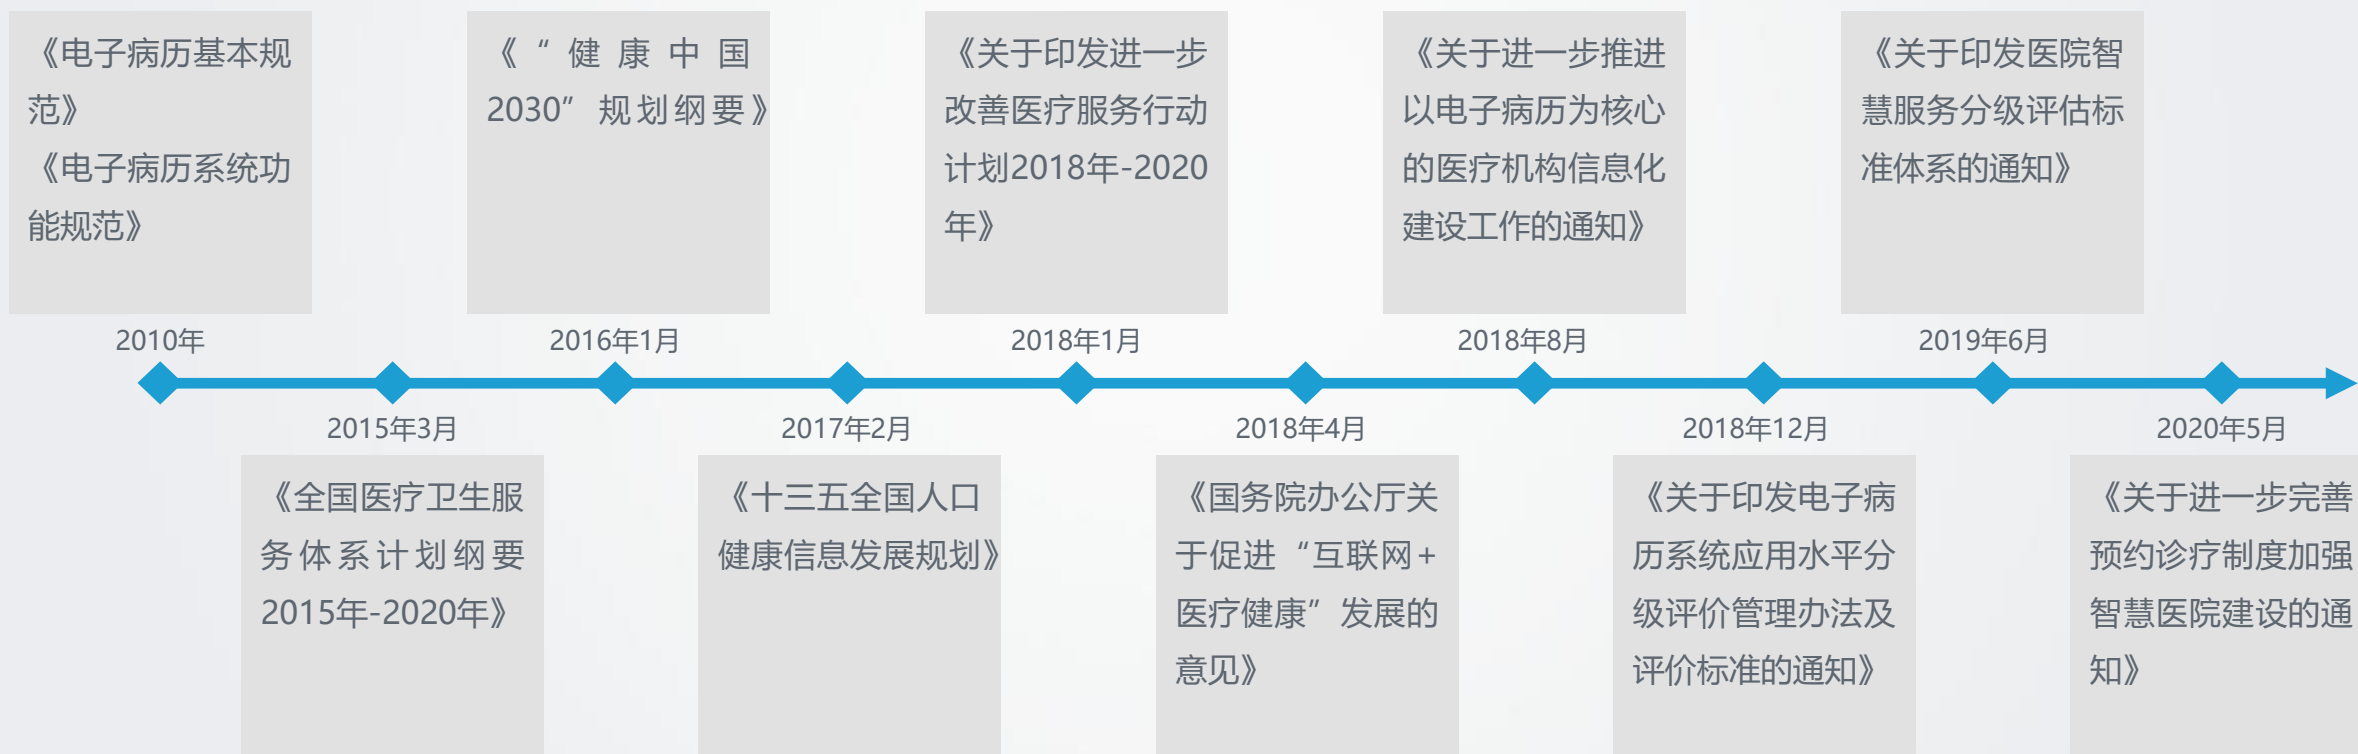 《电子病历基本规
范》
《电子病历系统功
能规范》
2010年
《全国医疗卫生服
务体系计划纲要
2015年-2020年》
2015年3月
《“健康中国
2030”规划纲要》
2016年1月
《十三五全国人口
健康信息发展规划》
2017年2月
《关于印发进一步
改善医疗服务行动
计划2018年-2020
年》
2018年1月
《国务院办公厅关
于促进“互联网+
医疗健康”发展的
意见》
2018年4月
《关于进一步推进
以电子病历为核心
的医疗机构信息化
建设工作的通知》
2018年8月
《关于印发电子病
历系统应用水平分
级评价管理办法及
评价标准的通知》
2018年12月
《关于印发医院智
慧服务分级评估标
准体系的通知》
2019年6月
《关于进一步完善
预约诊疗制度加强
智慧医院建设的通
知》
2020年5月